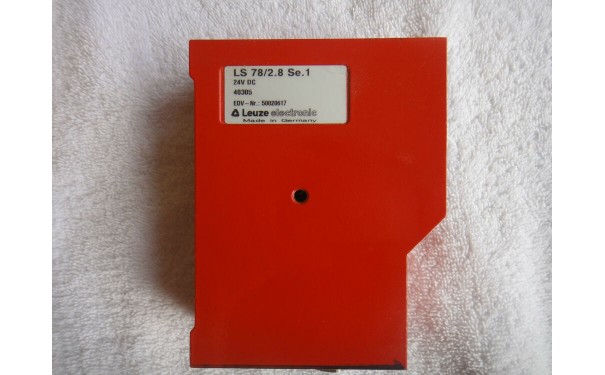 LS 78/2.8 Se.1
24V DC
40305
EDV-Nr.: 50020617
Leuze electronic
Made in Germany